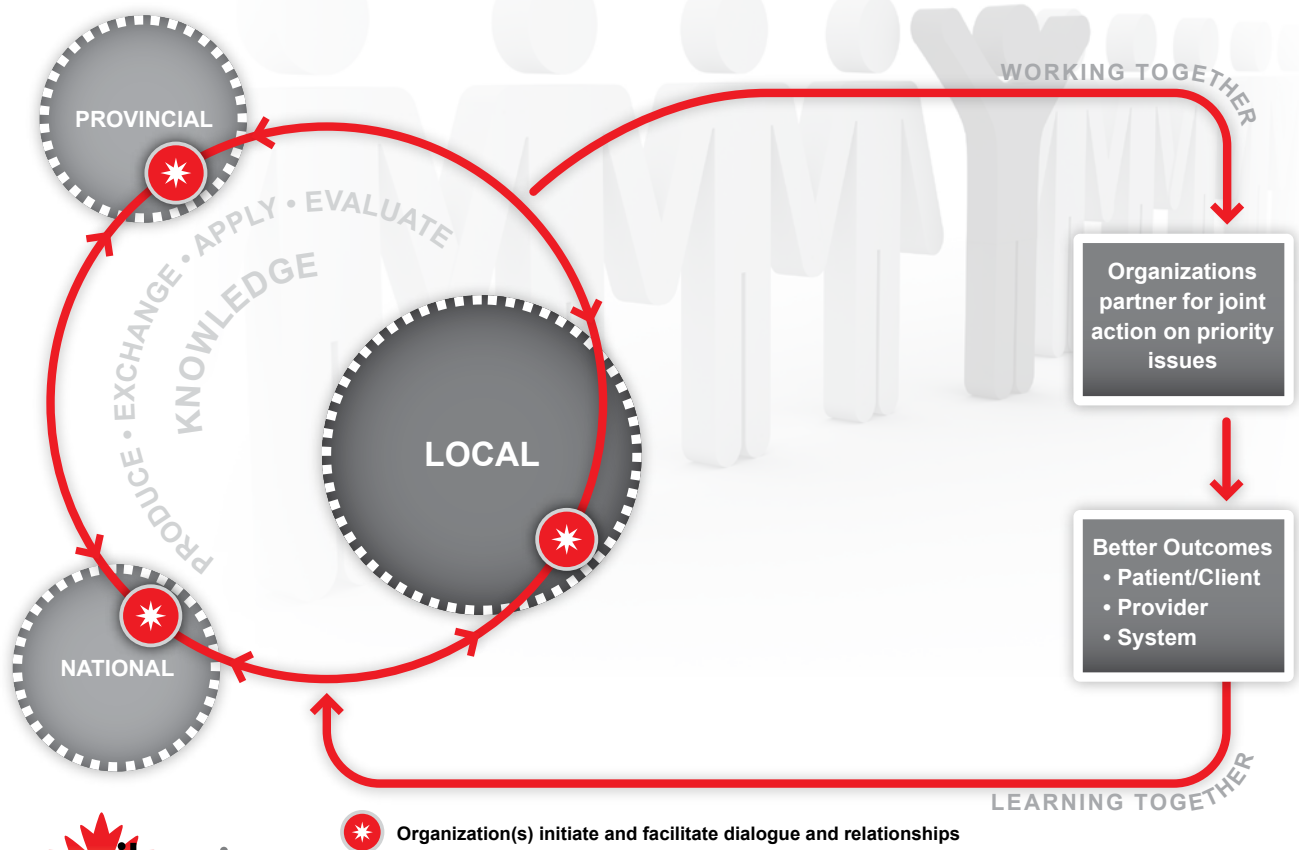 WORKING TOGETHER
PROVINCIAL
PRODUCE • EXCHANGE • APPLY • EVALUATE
KNOWLEDGE
Organizations
partner for joint
action on priority
issues
LOCAL
Better Outcomes
• Patient/Client
• Provider
• System
NATIONAL
LEARNING TOGETHER
Organization(s) initiate and facilitate dialogue and relationships